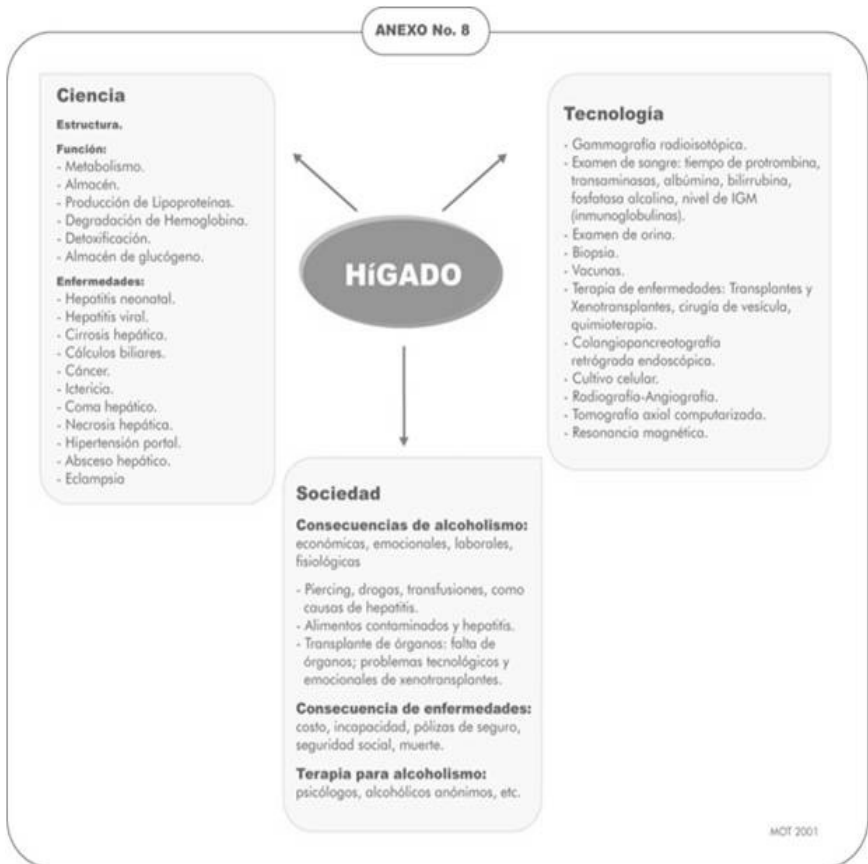 ANEXO No. 8
Ciencia
Estructura.
Función:
- Metabolismo.
- Almacén.
- Producción de Lipoproteínas.
- Degradación de Hemoglobina.
- Detoxificación.
- Almacén de glucógeno.
Enfermedades:
- Hepatitis neonatal.
- Hepatitis viral.
- Cirrosis hepática.
- Cálculos biliares.
- Cáncer.
- Ictericia.
- Coma hepático.
- Necrosis hepática.
- Hipertensión portal.
- Absceso hepático.
- Eclampsia
HíGADO
Tecnología
- Gammagrafía radioisotópica.
- Examen de sangre: tiempo de protrombina,
transaminasas, albúmina, bilirrubina,
fosfatasa alcalina, nivel de IGM
(inmunoglobulinas).
- Examen de orina.
- Biopsia.
- Vacunas.
- Terapia de enfermedades: Transplantes y
Xenotransplantes, cirugía de vesícula,
quimioterapia.
- Colangiopancreotografía
retrógrada endoscópica.
- Cultivo celular.
- Radiografía-Angiografía.
- Tomografía axial computarizada.
- Resonancia magnética.
Sociedad
Consecuencias de alcoholismo:
económicas, emocionales, laborales,
fisiológicas
- Piercing, drogas, transfusiones, como
causas de hepatitis.
- Alimentos contaminados y hepatitis.
- Transplante de órganos: falta de
órganos; problemas tecnológicos y
emocionales de xenotransplantes.
Consecuencia de enfermedades:
costo, incapacidad, pólizas de seguro,
seguridad social, muerte.
Terapia para alcoholismo:
psicólogos, alcohólicos anónimos, etc.
MOT 2001